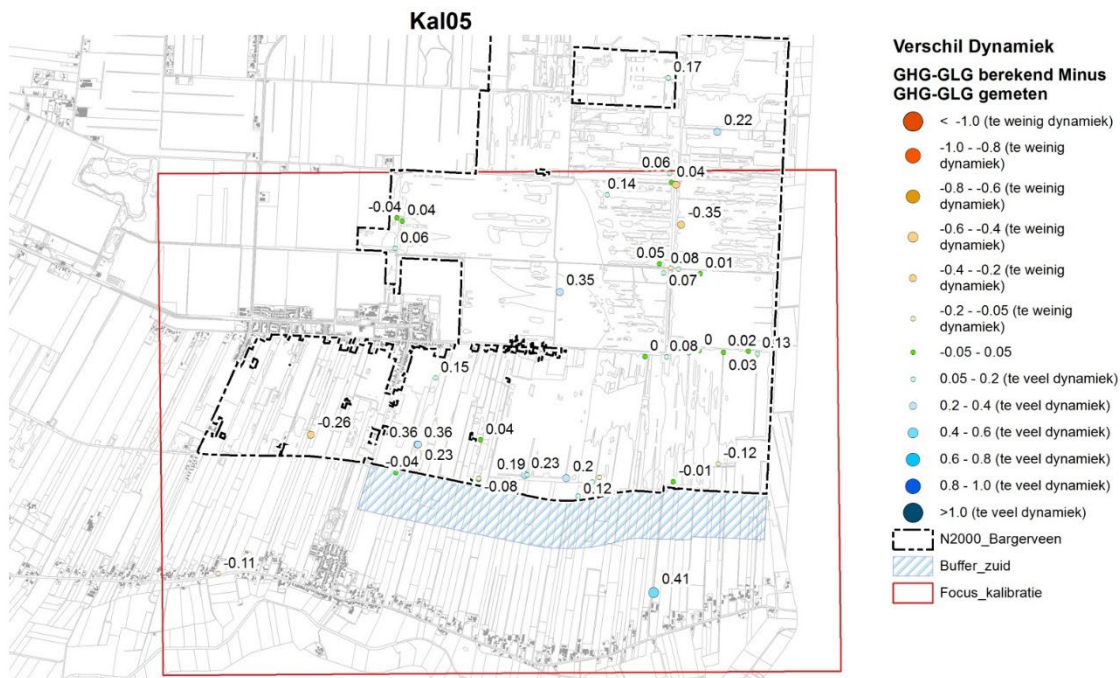 Kal05
0.17
0.22
0.06
0.04
0.14
-0.04
0.04
-0.35
0.06
0.05
0.08
0.01
0.07
0.35
0
0.08
0
0.02
0.13
0.03
0.15
-0.26
0.36
0.36
0.04
0.23
-0.04
-0.08
0.19
0.23
0.2
0.12
-0.01
-0.12
-0.11
0.41
Verschil Dynamiek
GHG-GLG berekend Minus
GHG-GLG gemeten
< -1.0 (te weinig dynamiek)
-1.0 - -0.8 (te weinig
dynamiek)
-0.8 - -0.6 (te weinig
dynamiek)
-0.6 - -0.4 (te weinig
dynamiek)
-0.4 - -0.2 (te weinig
dynamiek)
-0.2 - -0.05 (te weinig
dynamiek)
-0.05 - 0.05
0.05 - 0.2 (te veel dynamiek)
0.2 - 0.4 (te veel dynamiek)
0.4 - 0.6 (te veel dynamiek)
0.6 - 0.8 (te veel dynamiek)
0.8 - 1.0 (te veel dynamiek)
>1.0 (te veel dynamiek)
N2000_Bargerveen
Buffer_zuid
Focus_kalibratie